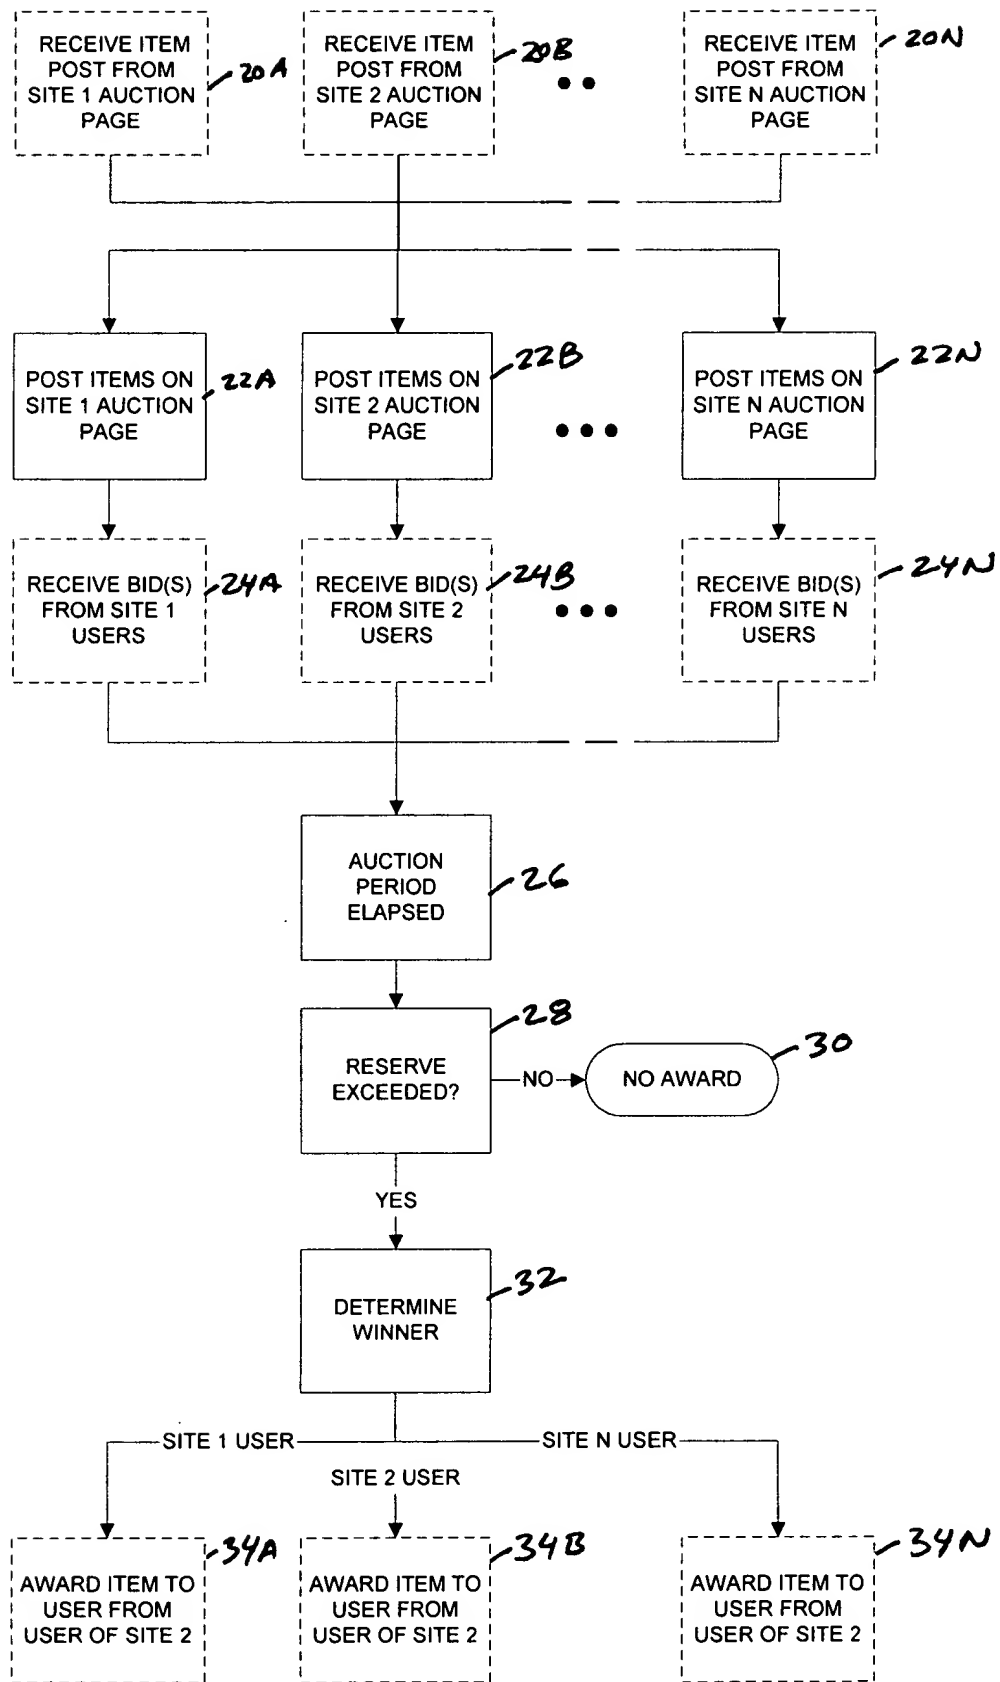 RECEIVE ITEM
POST FROM
SITE 1 AUCTION
PAGE
20A
RECEIVE ITEM
POST FROM
SITE 2 AUCTION
PAGE
20B
RECEIVE ITEM
POST FROM
SITE N AUCTION
PAGE
20N
POST ITEMS ON
SITE 1 AUCTION
PAGE
22A
POST ITEMS ON
SITE 2 AUCTION
PAGE
22B
POST ITEMS ON
SITE N AUCTION
PAGE
22N
RECEIVE BID(S)
FROM SITE 1
USERS
24A
RECEIVE BID(S)
FROM SITE 2
USERS
24B
RECEIVE BID(S)
FROM SITE N
USERS
24N
AUCTION
PERIOD
ELAPSED
26
RESERVE
EXCEEDED?
28
NO
NO AWARD
30
YES
DETERMINE
WINNER
32
SITE 1 USER
SITE 2 USER
SITE N USER
AWARD ITEM TO
USER FROM
USER OF SITE 2
34A
AWARD ITEM TO
USER FROM
USER OF SITE 2
34B
AWARD ITEM TO
USER FROM
USER OF SITE 2
34N